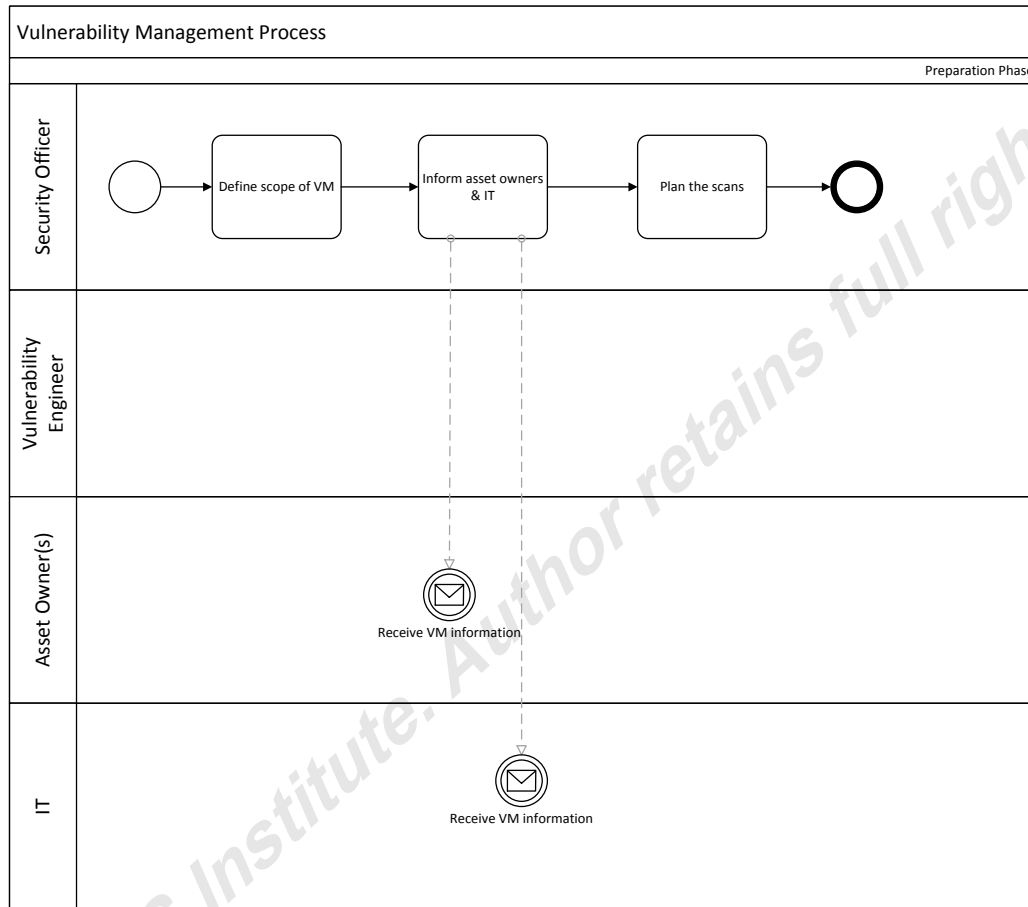 Vulnerability Management Process
Preparation Phase
Security Officer
Define scope of VM
Inform asset owners
& IT
Plan the scans
Vulnerability
Engineer
Asset Owner(s)
Receive VM information
IT
Receive VM information
Institute. Author retains full righ